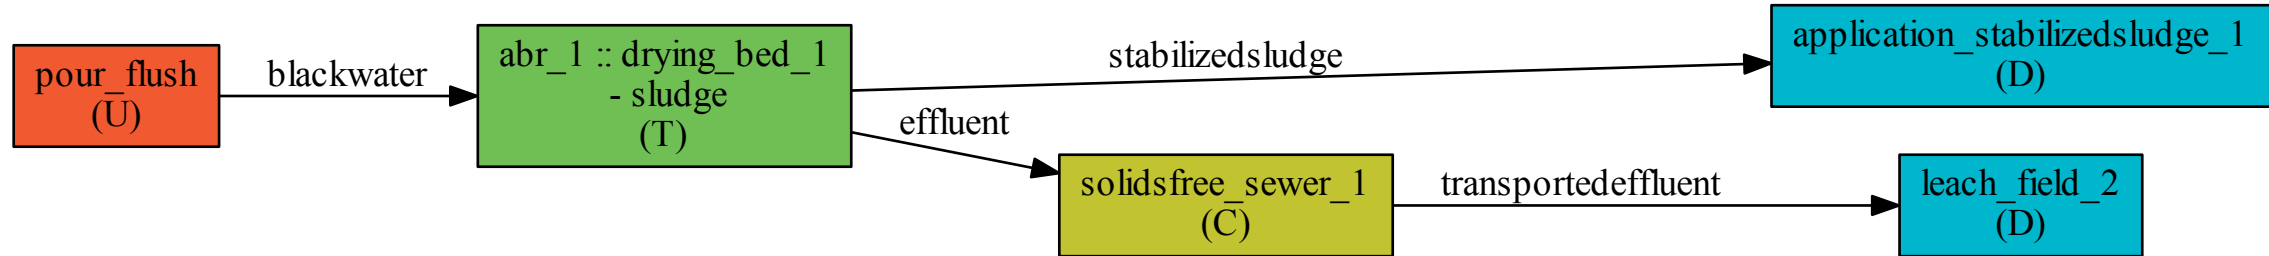 pour_flush
(U)
blackwater
abr_1 :: drying_bed_1
- sludge
(T)
stabilizedsludge
application_stabilizedsludge_1
(D)
effluent
solidsfree_sewer_1
(C)
transportedeffluent
leach_field_2
(D)